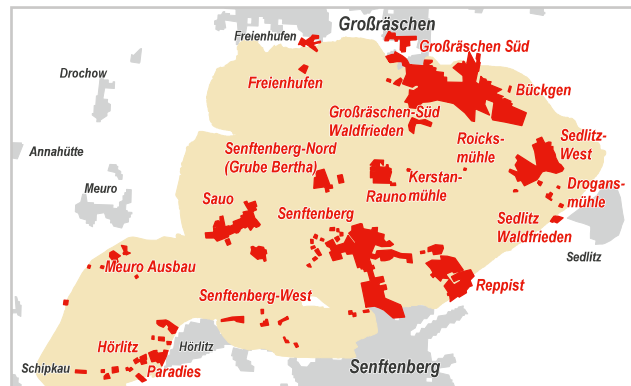 Großräschen
Freienhufen
Großräschen Süd
Drochow
Freienhufen
Bückgen
Großräschen-Süd
Waldfrieden
Annahütte
Senftenberg-Nord
(Grube Bertha)
Roicks-
mühle
Sedlitz-
West
Meuro
Sauo
Rauno
Kerstan-
mühle
Drogans-
mühle
Senftenberg
Sedlitz
Waldfrieden
Sedlitz
Meuro Ausbau
Reppist
Senftenberg-West
Hörlitz
Hörlitz
Schipkau
Paradies
Senftenberg